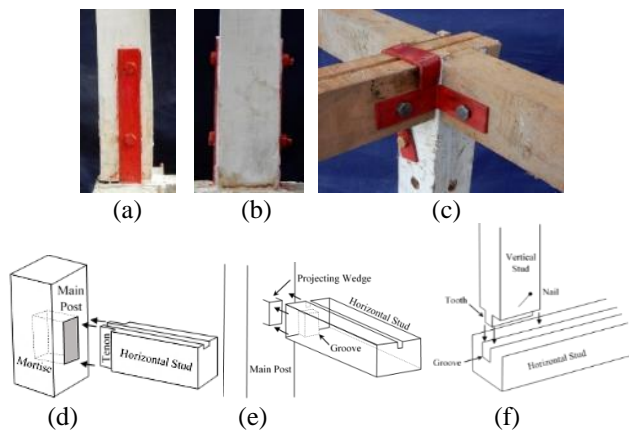 (a)
(b)
(c)
Main
Post
Mortise
Tenon
Horizontal Stud
(d)
Projecting Wedge
Horizontal Stud
Groove
Main Post
(e)
Vertical
Stud
Nail
Tooth
Groove
Horizontal Stud
(f)